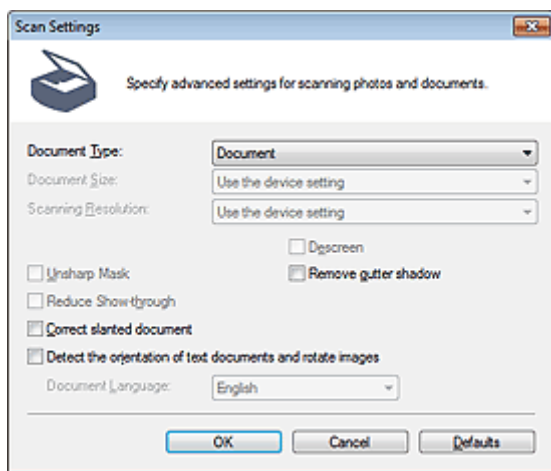 Scan Settings
Specify advanced settings for scanning photos and documents.
Document Type: Document
Document Size: Use the device setting
Scanning Resolution: Use the device setting
Descreen
Unsharp Mask Remove gutter shadow
Reduce Show-through
Correct slanted document
Detect the orientation of text documents and rotate images
Document Language: English
OK Cancel Defaults